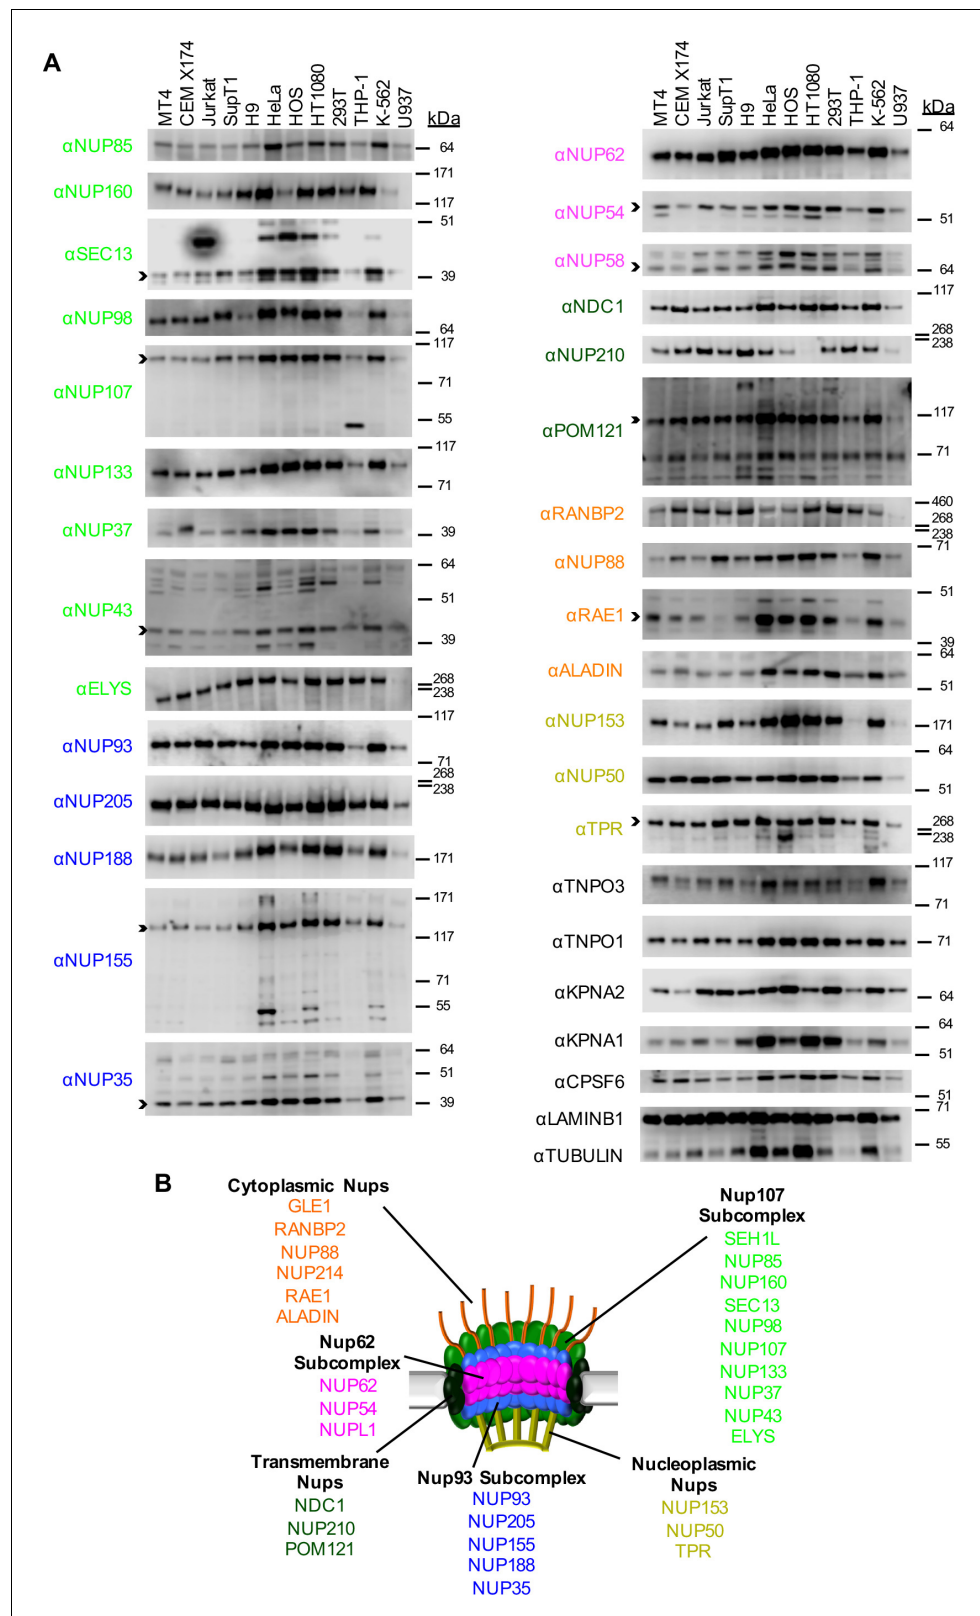 A
MT4 CEM X174 Jurkat SupT1 H9 HeLa HOS HT1080 293T THP-1 K-562 U937
kDa
αNUP85
64
αNUP160
171
117
αSEC13
51
39
αNUP98
64
αNUP107
117
71
55
αNUP133
117
71
αNUP37
39
αNUP43
64
51
39
αELYS
268
238
αNUP93
117
71
αNUP205
268
238
αNUP188
171
αNUP155
171
117
71
55
αNUP35
64
51
39
MT4 CEM X174 Jurkat SupT1 H9 HeLa HOS HT1080 293T THP-1 K-562 U937
kDa
αNUP62
64
αNUP54
51
αNUP58
64
αNDC1
117
αNUP210
268
238
αPOM121
117
71
αRANBP2
460
268
238
αNUP88
71
αRAE1
51
39
αALADIN
64
51
αNUP153
171
αNUP50
64
51
αTPR
268
238
αTNPO3
117
71
αTNPO1
71
αKPNA2
64
αKPNA1
64
51
αCPSF6
51
αLAMINB1
71
55
αTUBULIN
B
Cytoplasmic Nups
GLE1
RANBP2
NUP88
NUP214
RAE1
ALADIN
Nup62
Subcomplex
NUP62
NUP54
NUPL1
Transmembrane
Nups
NDC1
NUP210
POM121
Nup93 Subcomplex
NUP93
NUP205
NUP155
NUP188
NUP35
Nucleoplasmic
Nups
NUP153
NUP50
TPR
Nup107
Subcomplex
SEH1L
NUP85
NUP160
SEC13
NUP98
NUP107
NUP133
NUP37
NUP43
ELYS